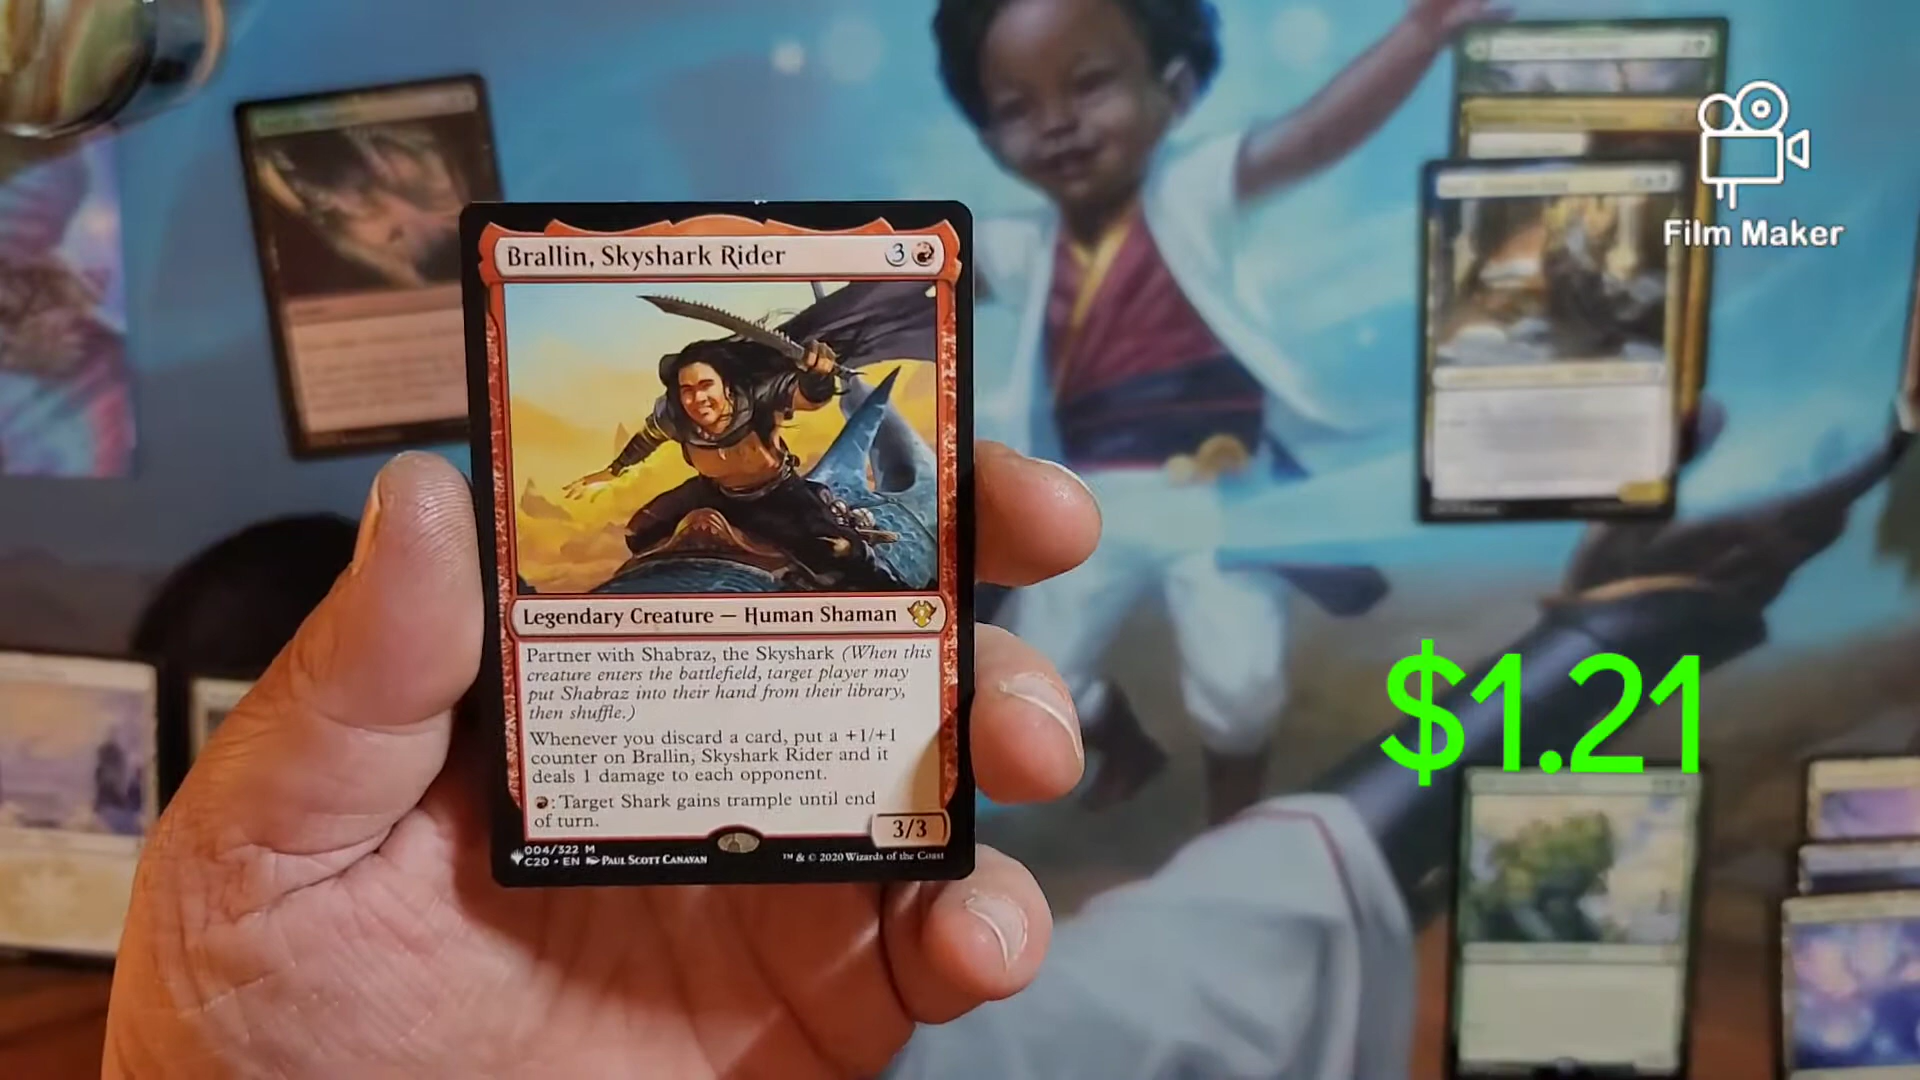 Brallin, Skyshark Rider 3
Legendary Creature — Human Shaman
Partner with Shabraz, the Skyshark (When this
creature enters the battlefield, target player may
put Shabraz into their hand from their library,
then shuffle.)
Whenever you discard a card, put a +1/+1
counter on Brallin, Skyshark Rider and it
deals 1 damage to each opponent.
: Target Shark gains trample until end
of turn.
3/3
004/322 M
C20 • EN PAUL SCOTT CANAVAN
™ & © 2020 Wizards of the Coast
Film Maker
$1.21